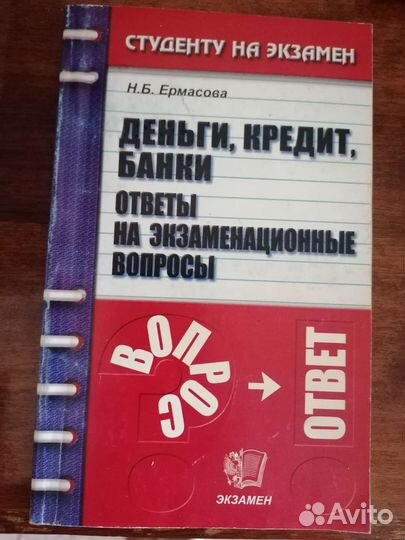 СТУДЕНТУ НА ЭКЗАМЕН
Н.Б. Ермасова
ДЕНЬГИ, КРЕДИТ,
БАНКИ
ОТВЕТЫ
НА ЭКЗАМЕНАЦИОННЫЕ
ВОПРОСЫ
ВОПРОС
ОТВЕТ
ЭКЗАМЕН
Avito